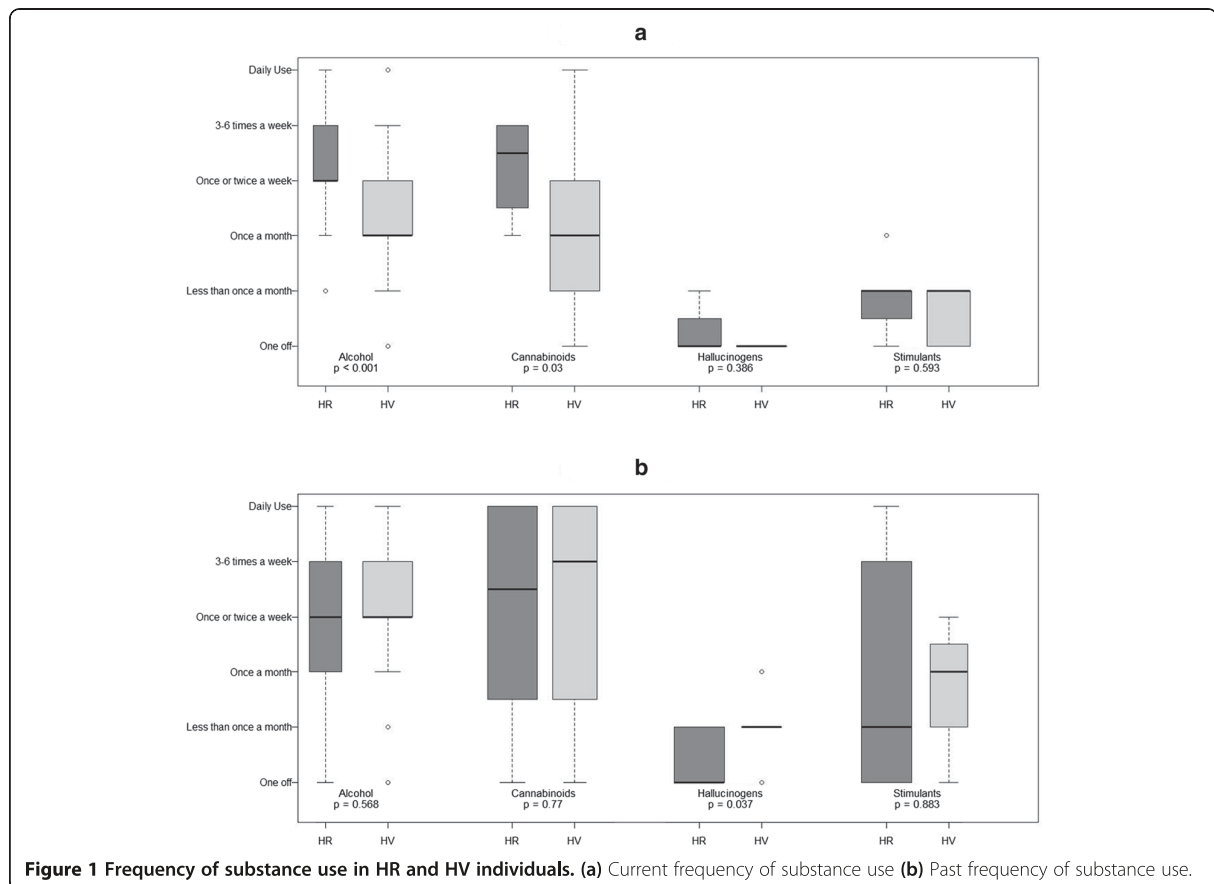 a
Daily Use
3-6 times a week
Once or twice a week
Once a month
Less than once a month
One off
Alcohol Cannabinoids Hallucinogens Stimulants
p < 0.001 p = 0.03 p = 0.386 p = 0.593
HR HV HR HV HR HV HR HV
b
Daily Use
3-6 times a week
Once or twice a week
Once a month
Less than once a month
One off
Alcohol Cannabinoids Hallucinogens Stimulants
p = 0.568 p = 0.77 p = 0.037 p = 0.883
HR HV HR HV HR HV HR HV
Figure 1 Frequency of substance use in HR and HV individuals. (a) Current frequency of substance use (b) Past frequency of substance use.